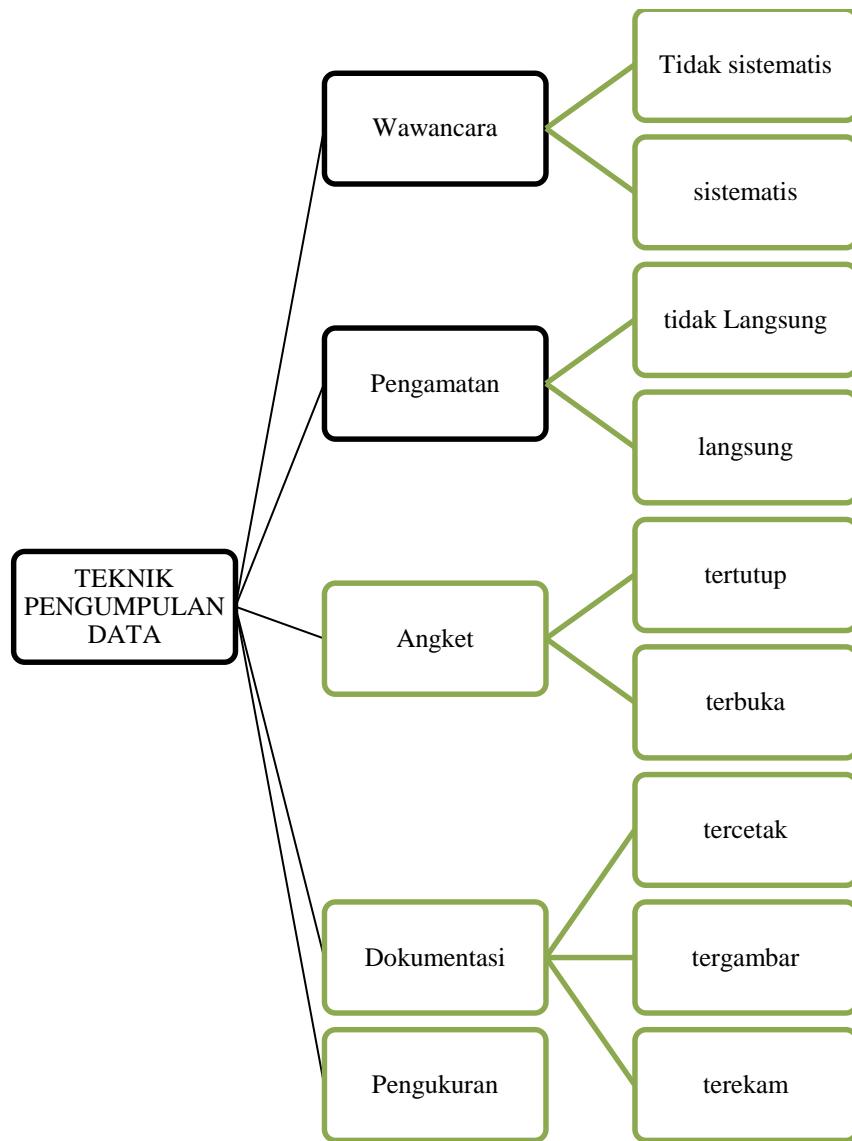 TEKNIK
PENGUMPULAN
DATA
Wawancara
Tidak sistematis
sistematis
Pengamatan
tidak Langsung
langsung
Angket
tertutup
terbuka
Dokumentasi
tercetak
tergambar
terekam
Pengukuran